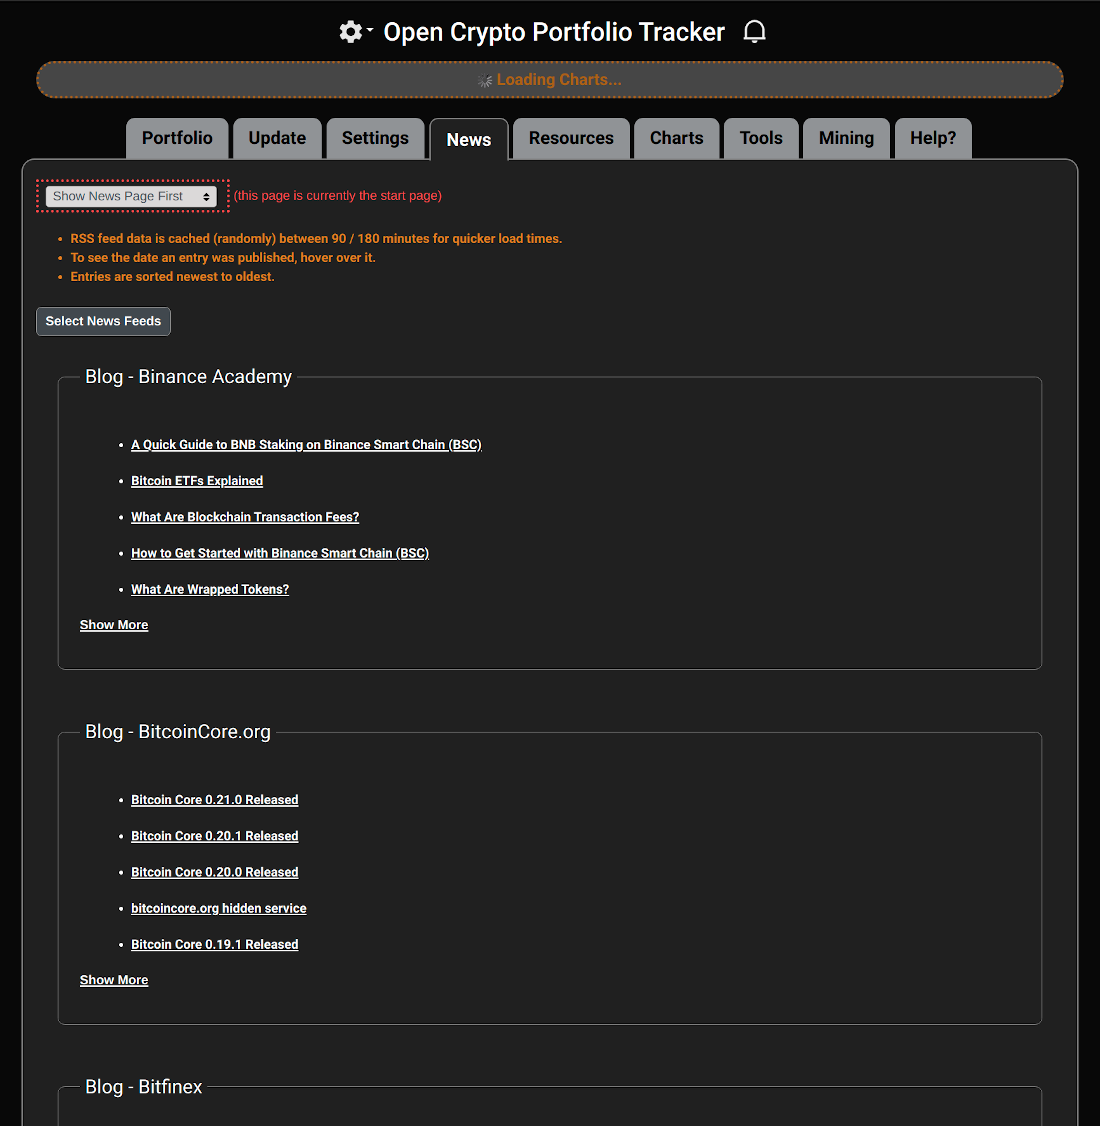 Open Crypto Portfolio Tracker
Loading Charts...
Portfolio Update Settings News Resources Charts Tools Mining Help?
Show News Page First (this page is currently the start page)
• RSS feed data is cached (randomly) between 90 / 180 minutes for quicker load times.
• To see the date an entry was published, hover over it.
• Entries are sorted newest to oldest.
Select News Feeds
Blog - Binance Academy
• A Quick Guide to BNB Staking on Binance Smart Chain (BSC)
• Bitcoin ETFs Explained
• What Are Blockchain Transaction Fees?
• How to Get Started with Binance Smart Chain (BSC)
• What Are Wrapped Tokens?
Show More
Blog - BitcoinCore.org
• Bitcoin Core 0.21.0 Released
• Bitcoin Core 0.20.1 Released
• Bitcoin Core 0.20.0 Released
• bitcoincore.org hidden service
• Bitcoin Core 0.19.1 Released
Show More
Blog - Bitfinex